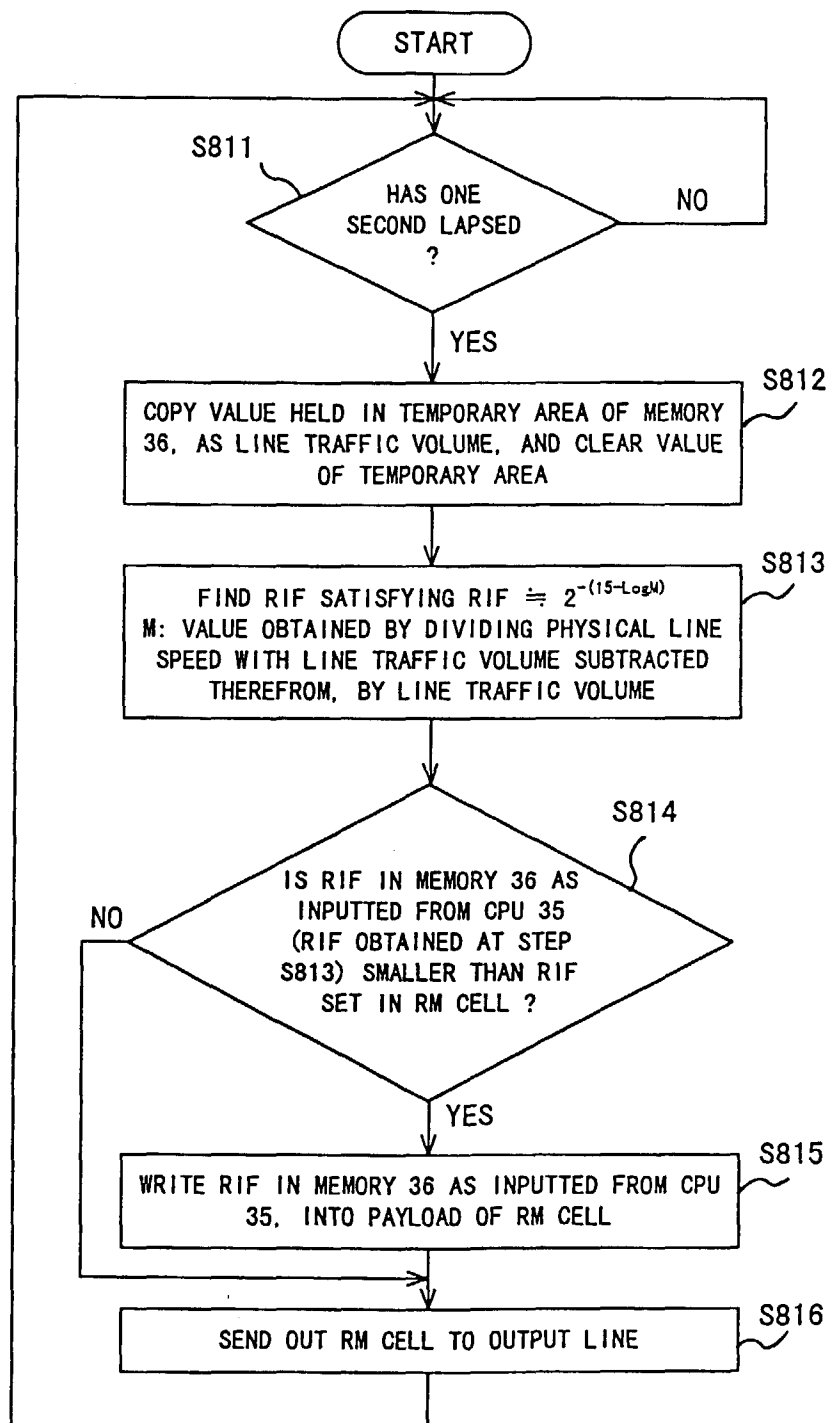 START
S811
HAS ONE
SECOND LAPSED
?
NO
YES
S812
COPY VALUE HELD IN TEMPORARY AREA OF MEMORY
36, AS LINE TRAFFIC VOLUME, AND CLEAR VALUE
OF TEMPORARY AREA
S813
FIND RIF SATISFYING RIF ≒ 2^-(15-LogM)
M: VALUE OBTAINED BY DIVIDING PHYSICAL LINE
SPEED WITH LINE TRAFFIC VOLUME SUBTRACTED
THEREFROM, BY LINE TRAFFIC VOLUME
S814
IS RIF IN MEMORY 36 AS
INPUTTED FROM CPU 35
(RIF OBTAINED AT STEP
S813) SMALLER THAN RIF
SET IN RM CELL ?
NO
YES
S815
WRITE RIF IN MEMORY 36 AS INPUTTED FROM CPU
35, INTO PAYLOAD OF RM CELL
S816
SEND OUT RM CELL TO OUTPUT LINE